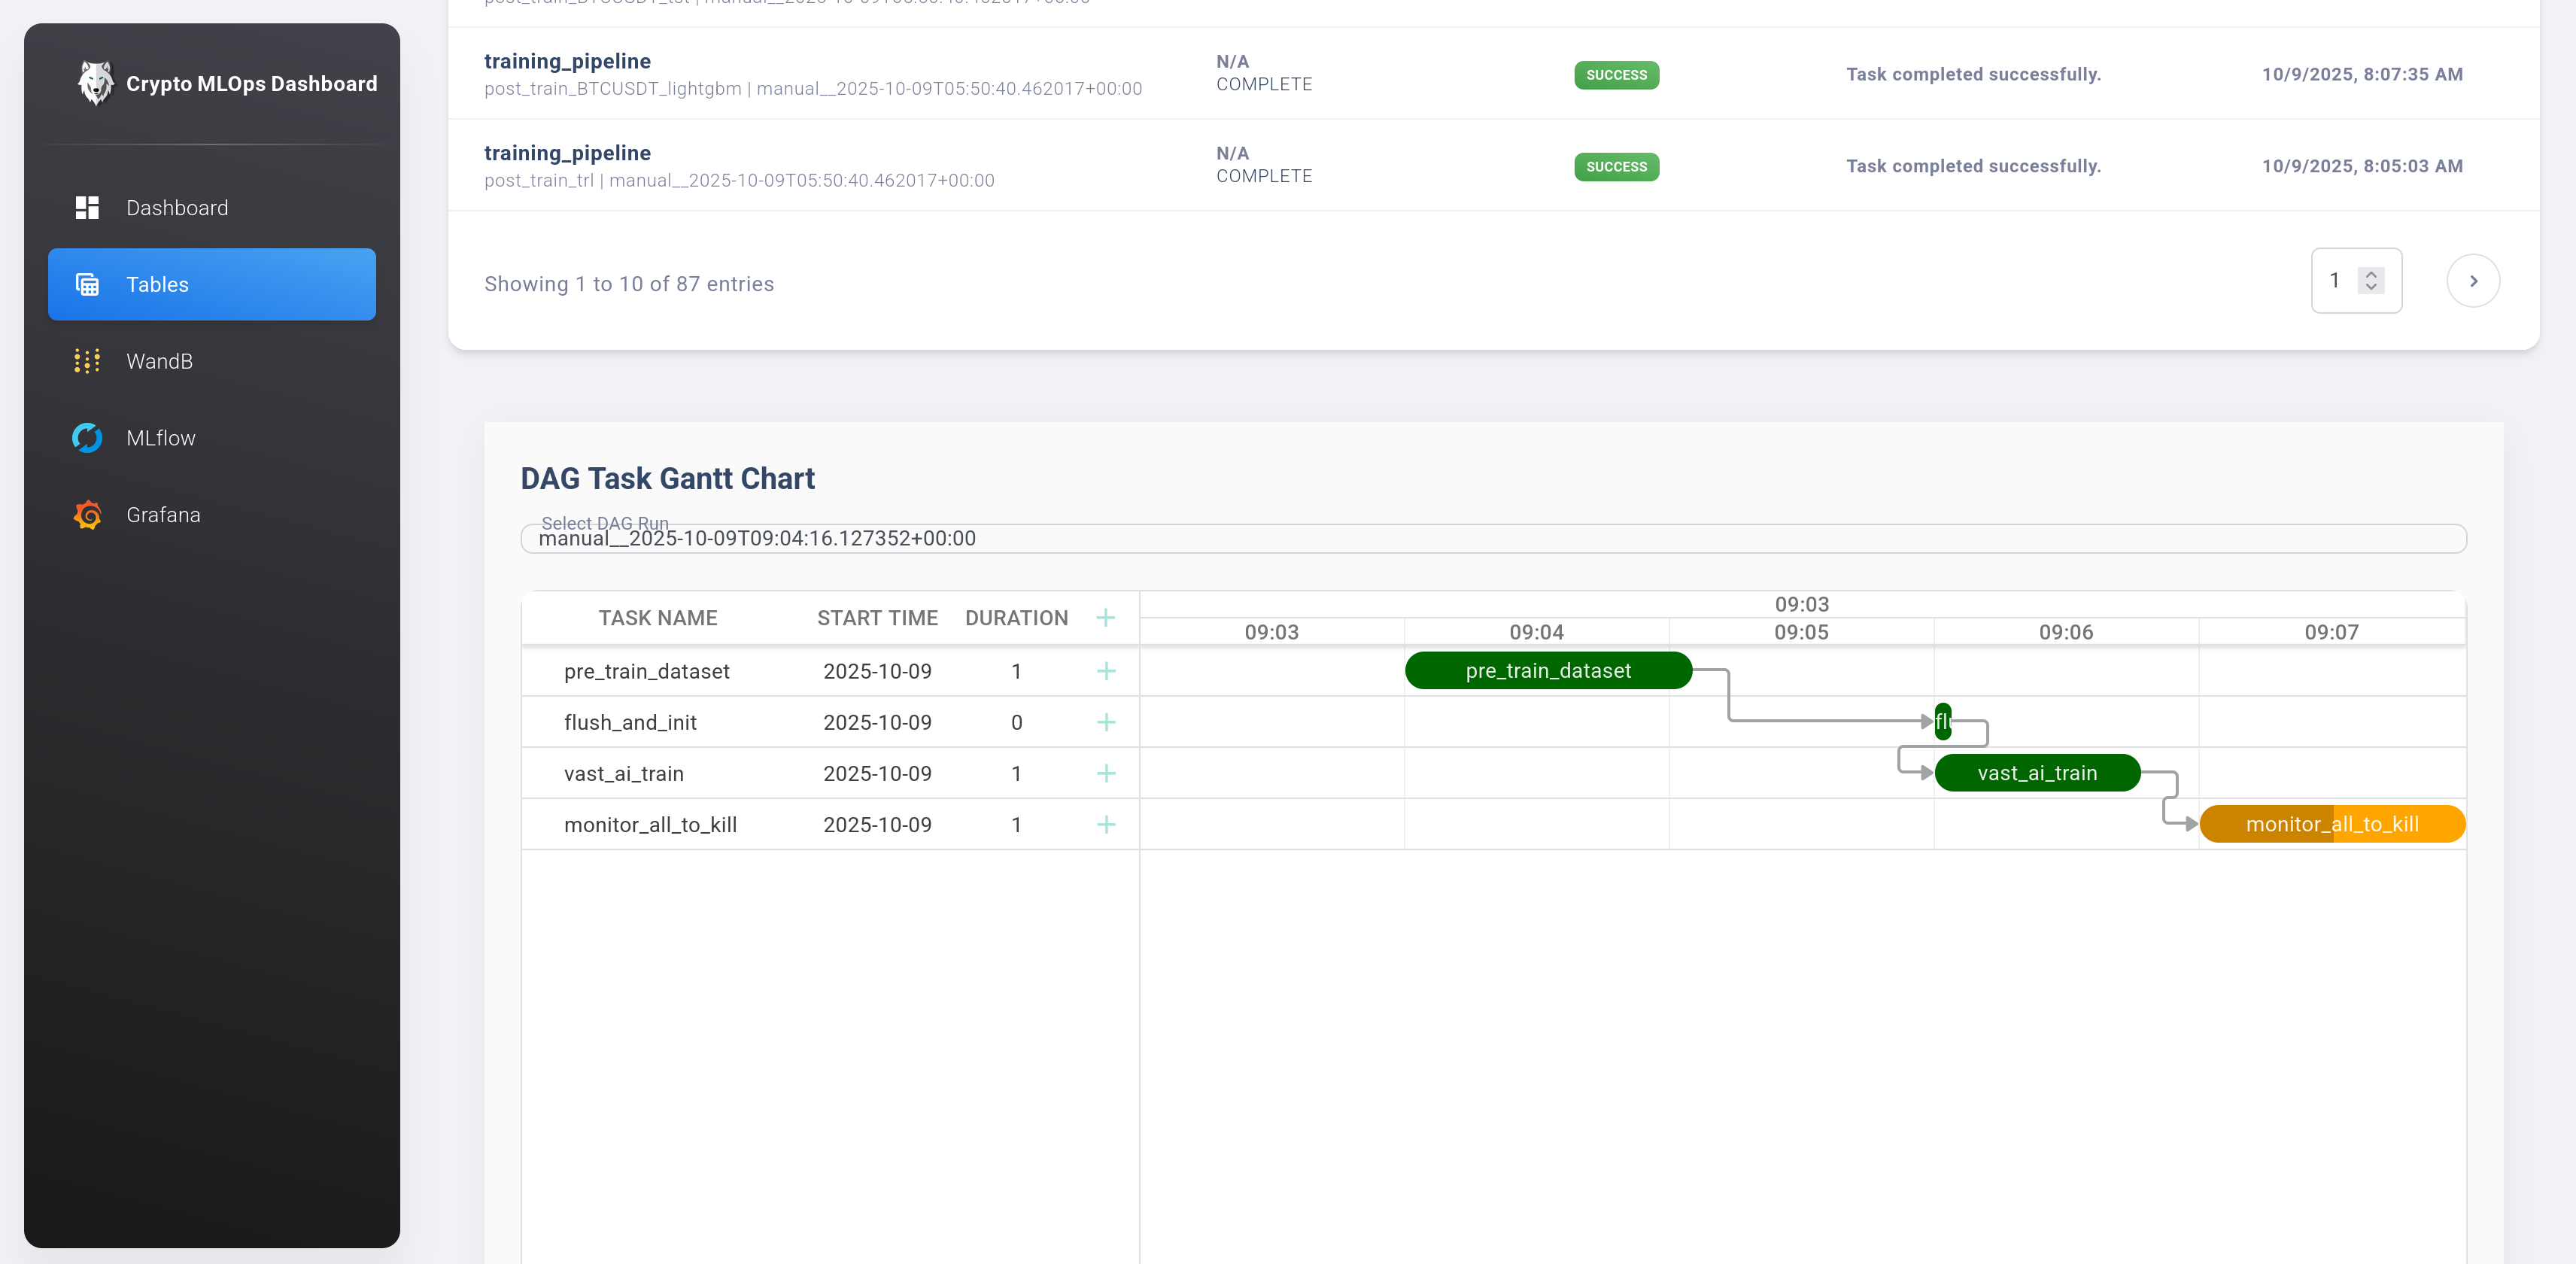 Crypto MLOps Dashboard
Dashboard
Tables
WandB
MLflow
Grafana
training_pipeline
post_train_BTCUSDT_lightgbm | manual__2025-10-09T05:50:40.462017+00:00
N/A
COMPLETE
SUCCESS
Task completed successfully.
10/9/2025, 8:07:35 AM
training_pipeline
post_train_trl | manual__2025-10-09T05:50:40.462017+00:00
N/A
COMPLETE
SUCCESS
Task completed successfully.
10/9/2025, 8:05:03 AM
Showing 1 to 10 of 87 entries
1
DAG Task Gantt Chart
Select DAG Run
manual__2025-10-09T09:04:16.127352+00:00
TASK NAME START TIME DURATION
09:03
09:03 09:04 09:05 09:06 09:07
pre_train_dataset 2025-10-09 1 pre_train_dataset
flush_and_init 2025-10-09 0
vast_ai_train 2025-10-09 1 vast_ai_train
monitor_all_to_kill 2025-10-09 1 monitor_all_to_kill